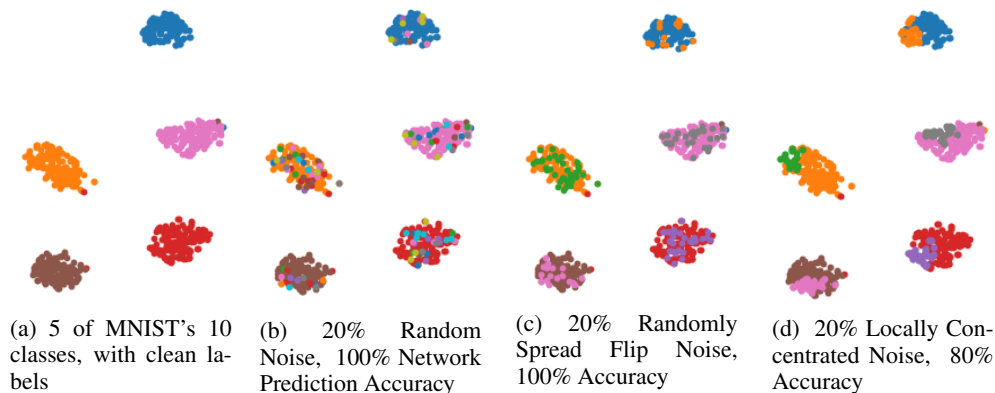 (a) 5 of MNIST's 10
classes, with clean la-
bels
(b) 20% Random
Noise, 100% Network
Prediction Accuracy
(c) 20% Randomly
Spread Flip Noise,
100% Accuracy
(d) 20% Locally Con-
centrated Noise, 80%
Accuracy